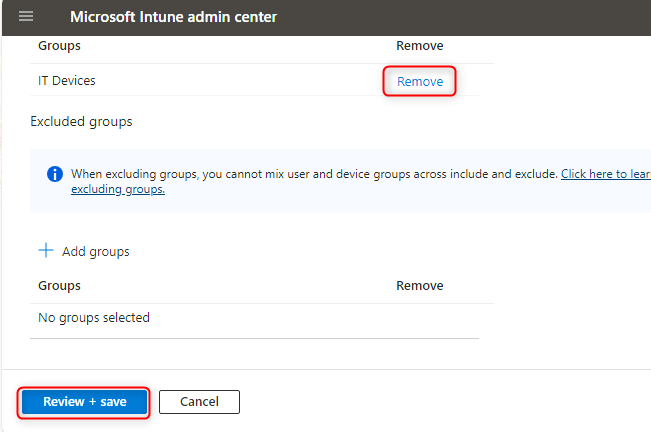 Microsoft Intune admin center
Groups Remove
IT Devices Remove
Excluded groups
When excluding groups, you cannot mix user and device groups across include and exclude. Click here to lear
excluding groups.
Add groups
Groups Remove
No groups selected
Review + save Cancel